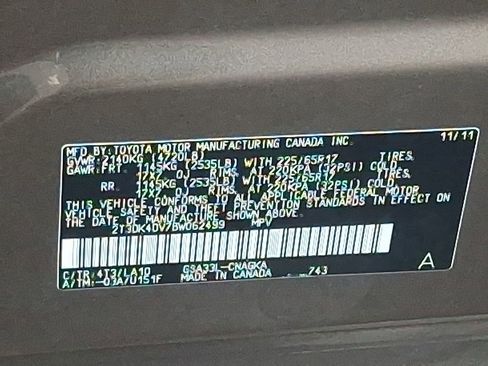 MFD.BY:TOYOTA MOTOR MANUFACTURING CANADA INC. 11/11
GVWR:2140KG (4720LB)
GAWR:FRT 1145KG (2535LB) WITH 225/65R17 TIRES,
17X7 0J RIMS, AT 220KPA (32PSI) COLD
RR 1145KG (2535LB) WITH 225/65R17 TIRES,
17X7 0J RIMS, AT 220KPA (32PSI) COLD
THIS VEHICLE CONFORMS TO ALL APPLICABLE FEDERAL MOTOR
VEHICLE SAFETY AND THEFT PREVENTION STANDARDS IN EFFECT ON
THE DATE OF MANUFACTURE SHOWN ABOVE.
2T3DK4DV7BW062499 MPV
C/TR:4T3/LA10 GSA33L-CNAGKA
A/TM:-03A/U151F MADE IN CANADA 743
A